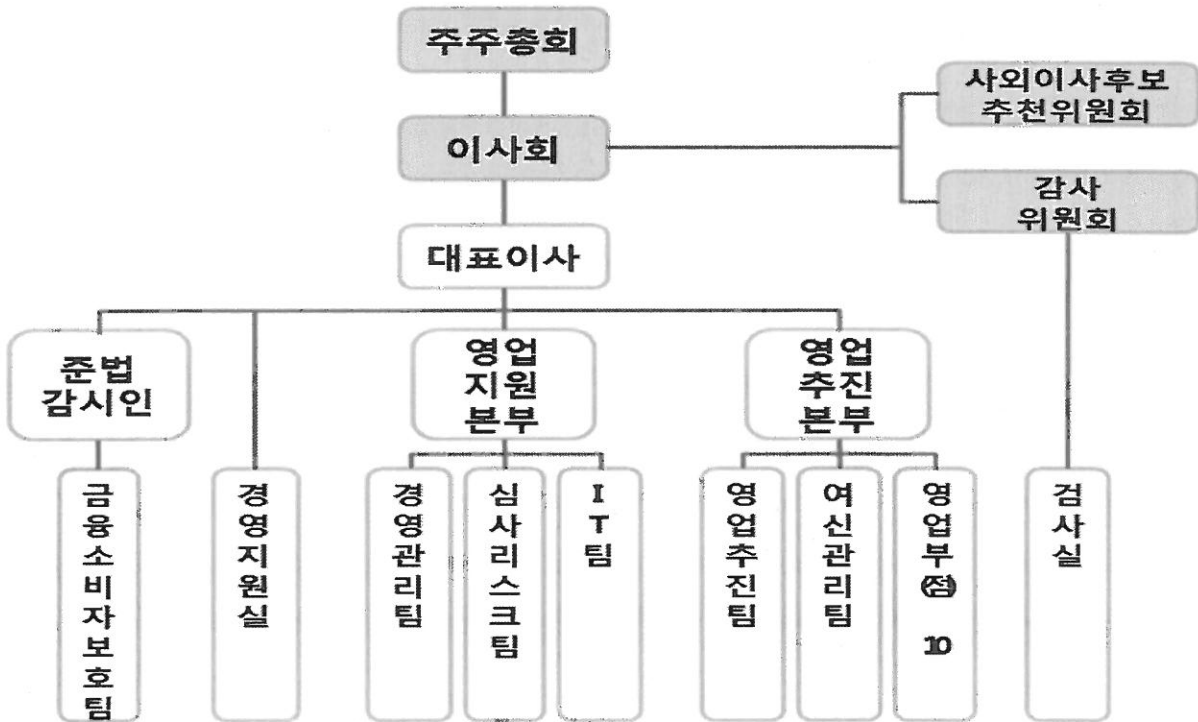 주주총회
사외이사후보
추천위원회
이사회
감사
위원회
대표이사
준법
감시인
영업
지원
본부
영업
추진
본부
금융소비자보호팀
경영지원실
경영관리팀
심사리스크팀
IT팀
영업추진팀
여신관리팀
영업부(점) 10
검사실